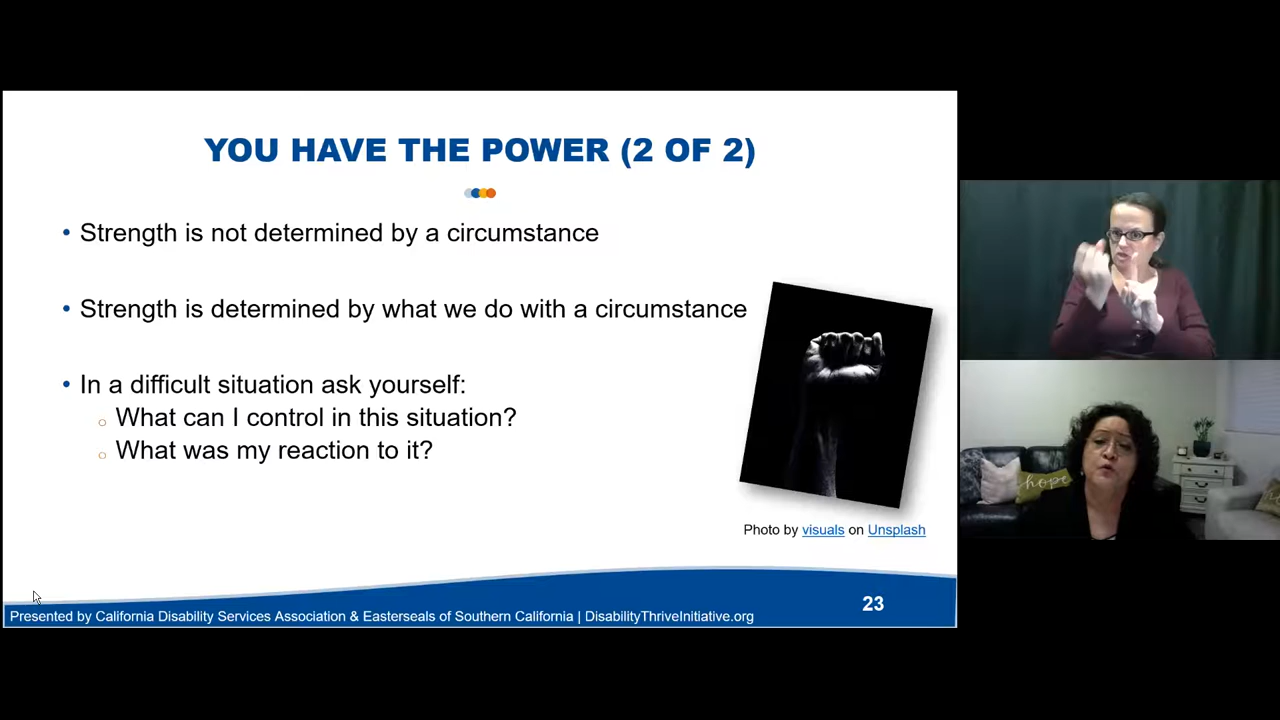 YOU HAVE THE POWER (2 OF 2)
• Strength is not determined by a circumstance
• Strength is determined by what we do with a circumstance
• In a difficult situation ask yourself:
○ What can I control in this situation?
○ What was my reaction to it?
Photo by visuals on Unsplash
23
Presented by California Disability Services Association & Easterseals of Southern California | DisabilityThriveInitiative.org
hope